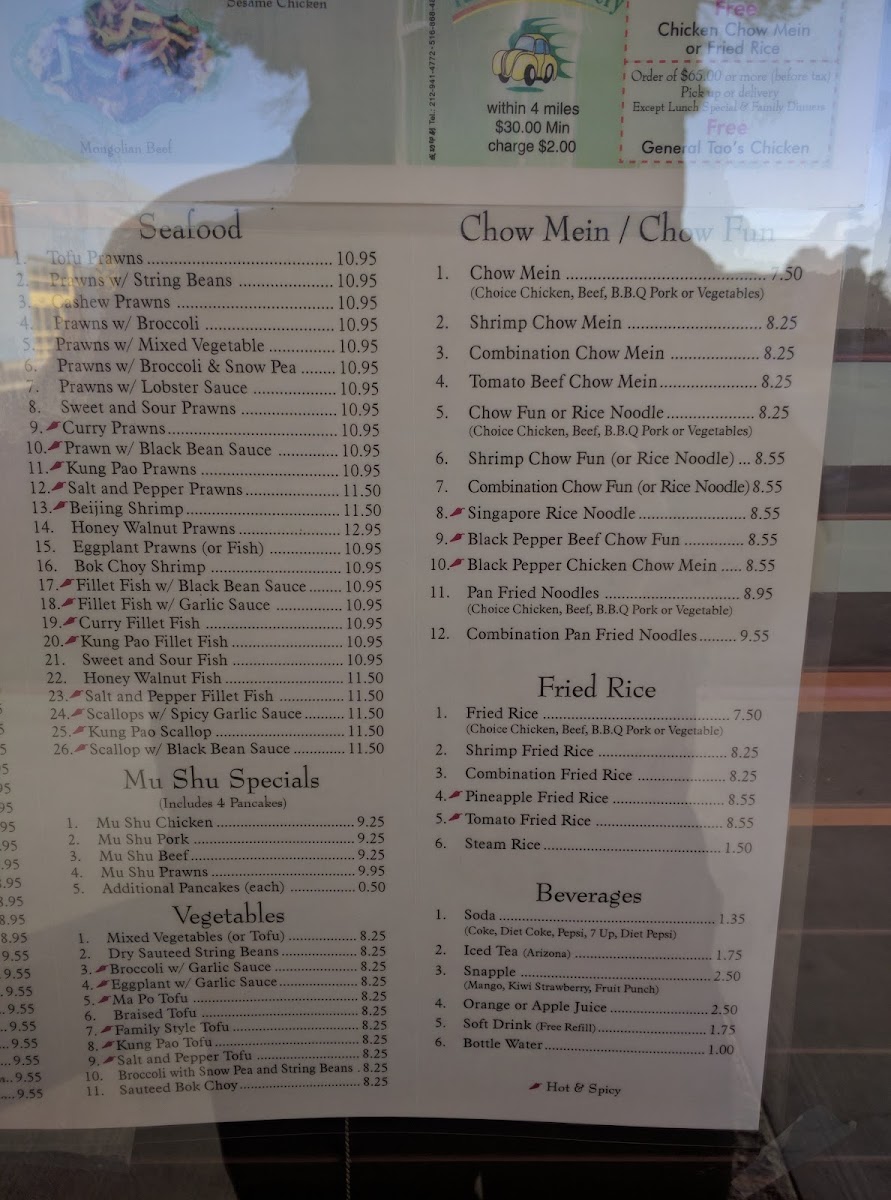 Sesame Chicken
Mongolian Beef
Tel.: 212-941-4772
within 4 miles
$30.00 Min
charge $2.00
Free
Chicken Chow Mein
or Fried Rice
Order of $65.00 or more (before tax)
Pick up or delivery
Except Lunch Special & Family Dinners
Free
General Tao's Chicken
Seafood
1. Tofu Prawns 10.95
2. Prawns w/ String Beans 10.95
3. Cashew Prawns 10.95
4. Prawns w/ Broccoli 10.95
5. Prawns w/ Mixed Vegetable 10.95
6. Prawns w/ Broccoli & Snow Pea 10.95
7. Prawns w/ Lobster Sauce 10.95
8. Sweet and Sour Prawns 10.95
9. Curry Prawns 10.95
10. Prawn w/ Black Bean Sauce 10.95
11. Kung Pao Prawns 10.95
12. Salt and Pepper Prawns 11.50
13. Beijing Shrimp 11.50
14. Honey Walnut Prawns 12.95
15. Eggplant Prawns (or Fish) 10.95
16. Bok Choy Shrimp 10.95
17. Fillet Fish w/ Black Bean Sauce 10.95
18. Fillet Fish w/ Garlic Sauce 10.95
19. Curry Fillet Fish 10.95
20. Kung Pao Fillet Fish 10.95
21. Sweet and Sour Fish 10.95
22. Honey Walnut Fish 11.50
23. Salt and Pepper Fillet Fish 11.50
24. Scallops w/ Spicy Garlic Sauce 11.50
25. Kung Pao Scallop 11.50
26. Scallop w/ Black Bean Sauce 11.50
Mu Shu Specials
(Includes 4 Pancakes)
1. Mu Shu Chicken 9.25
2. Mu Shu Pork 9.25
3. Mu Shu Beef 9.25
4. Mu Shu Prawns 9.95
5. Additional Pancakes (each) 0.50
Vegetables
1. Mixed Vegetables (or Tofu) 8.25
2. Dry Sauteed String Beans 8.25
3. Broccoli w/ Garlic Sauce 8.25
4. Eggplant w/ Garlic Sauce 8.25
5. Ma Po Tofu 8.25
6. Braised Tofu 8.25
7. Family Style Tofu 8.25
8. Kung Pao Tofu 8.25
9. Salt and Pepper Tofu 8.25
10. Broccoli with Snow Pea and String Beans 8.25
11. Sauteed Bok Choy 8.25
Chow Mein / Chow Fun
1. Chow Mein 7.50
(Choice Chicken, Beef, B.B.Q Pork or Vegetables)
2. Shrimp Chow Mein 8.25
3. Combination Chow Mein 8.25
4. Tomato Beef Chow Mein 8.25
5. Chow Fun or Rice Noodle 8.25
(Choice Chicken, Beef, B.B.Q Pork or Vegetables)
6. Shrimp Chow Fun (or Rice Noodle) 8.55
7. Combination Chow Fun (or Rice Noodle) 8.55
8. Singapore Rice Noodle 8.55
9. Black Pepper Beef Chow Fun 8.55
10. Black Pepper Chicken Chow Mein 8.55
11. Pan Fried Noodles 8.95
(Choice Chicken, Beef, B.B.Q Pork or Vegetable)
12. Combination Pan Fried Noodles 9.55
Fried Rice
1. Fried Rice 7.50
(Choice Chicken, Beef, B.B.Q Pork or Vegetable)
2. Shrimp Fried Rice 8.25
3. Combination Fried Rice 8.25
4. Pineapple Fried Rice 8.55
5. Tomato Fried Rice 8.55
6. Steam Rice 1.50
Beverages
1. Soda 1.35
(Coke, Diet Coke, Pepsi, 7 Up, Diet Pepsi)
2. Iced Tea (Arizona) 1.75
3. Snapple 2.50
(Mango, Kiwi Strawberry, Fruit Punch)
4. Orange or Apple Juice 2.50
5. Soft Drink (Free Refill) 1.75
6. Bottle Water 1.00
Hot & Spicy